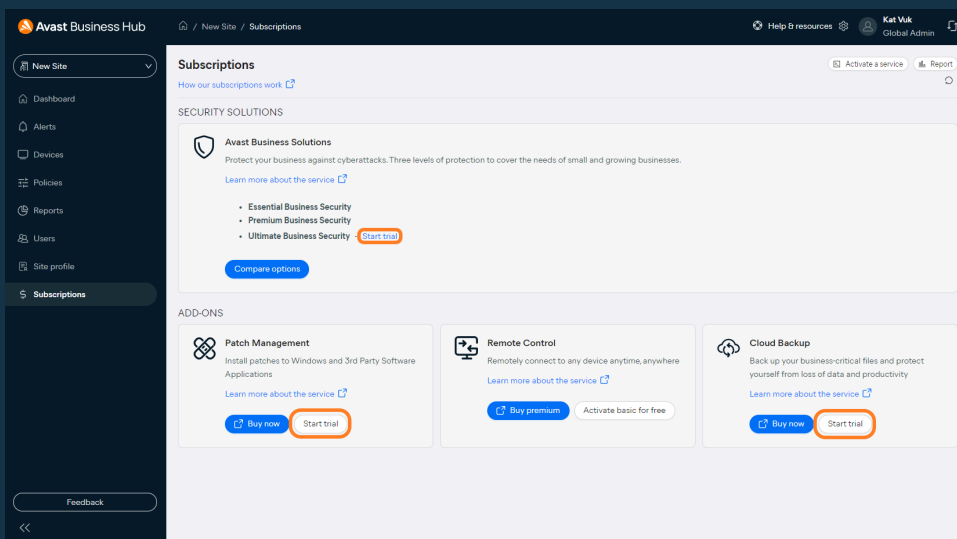 Avast Business Hub
/ New Site / Subscriptions
Help & resources
Kat Vuk
Global Admin
New Site
Dashboard
Alerts
Devices
Policies
Reports
Users
Site profile
Subscriptions
Feedback
Subscriptions
Activate a service
Report
How our subscriptions work
SECURITY SOLUTIONS
Avast Business Solutions
Protect your business against cyberattacks. Three levels of protection to cover the needs of small and growing businesses.
Learn more about the service
• Essential Business Security
• Premium Business Security
• Ultimate Business Security - Start trial
Compare options
ADD-ONS
Patch Management
Install patches to Windows and 3rd Party Software
Applications
Learn more about the service
Buy now
Start trial
Remote Control
Remotely connect to any device anytime, anywhere
Learn more about the service
Buy premium
Activate basic for free
Cloud Backup
Back up your business-critical files and protect
yourself from loss of data and productivity
Learn more about the service
Buy now
Start trial